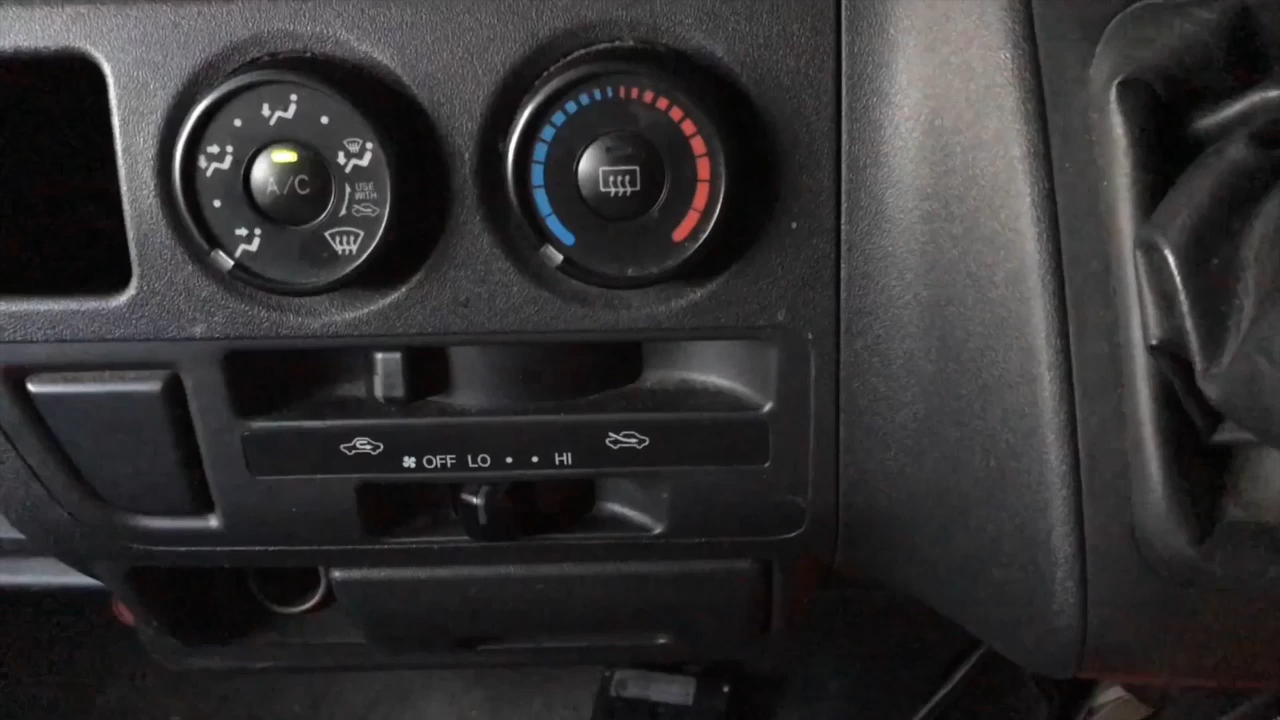 A/C
USE
WITH
OFF LO • • HI